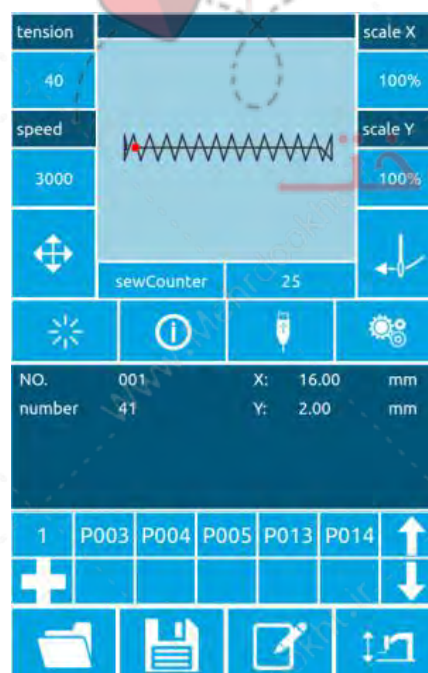 tension
scale X
40
100%
speed
scale Y
3000
100%
sewCounter 25
NO. 001 X: 16.00 mm
number 41 Y: 2.00 mm
1 P003 P004 P005 P013 P014